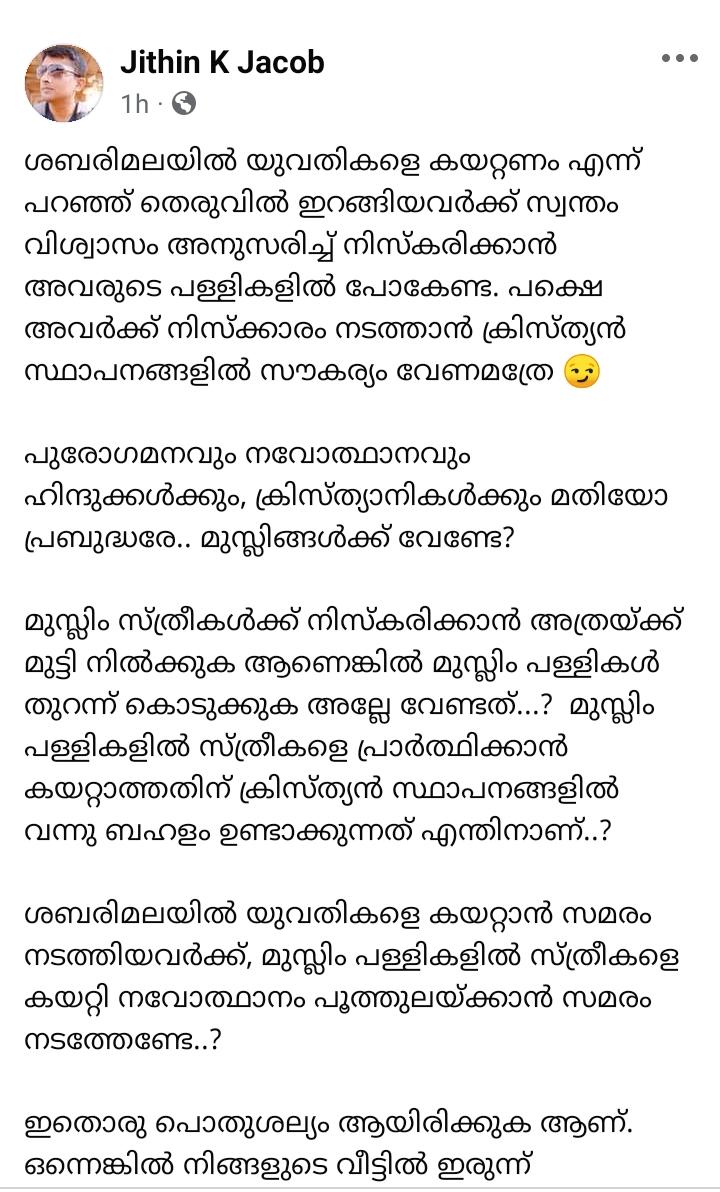 Jithin K Jacob
1h ·
ശബരിമലയിൽ യുവതികളെ കയറ്റണം എന്ന്
പറഞ്ഞ് തെരുവിൽ ഇറങ്ങിയവർക്ക് സ്വന്തം
വിശ്വാസം അനുസരിച്ച് നിസ്കരിക്കാൻ
അവരുടെ പള്ളികളിൽ പോകേണ്ട. പക്ഷെ
അവർക്ക് നിസ്ക്കാരം നടത്താൻ ക്രിസ്ത്യൻ
സ്ഥാപനങ്ങളിൽ സൗകര്യം വേണമത്രേ 😏
പുരോഗമനവും നവോത്ഥാനവും
ഹിന്ദുക്കൾക്കും, ക്രിസ്ത്യാനികൾക്കും മതിയോ
പ്രബുദ്ധരേ.. മുസ്ലിങ്ങൾക്ക് വേണ്ടേ?
മുസ്ലിം സ്ത്രീകൾക്ക് നിസ്കരിക്കാൻ അത്രയ്ക്ക്
മുട്ടി നിൽക്കുക ആണെങ്കിൽ മുസ്ലിം പള്ളികൾ
തുറന്ന് കൊടുക്കുക അല്ലേ വേണ്ടത്...? മുസ്ലിം
പള്ളികളിൽ സ്ത്രീകളെ പ്രാർത്ഥിക്കാൻ
കയറ്റാത്തതിന് ക്രിസ്ത്യൻ സ്ഥാപനങ്ങളിൽ
വന്നു ബഹളം ഉണ്ടാക്കുന്നത് എന്തിനാണ്..?
ശബരിമലയിൽ യുവതികളെ കയറ്റാൻ സമരം
നടത്തിയവർക്ക്, മുസ്ലിം പള്ളികളിൽ സ്ത്രീകളെ
കയറ്റി നവോത്ഥാനം പൂത്തുലയ്ക്കാൻ സമരം
നടത്തേണ്ടേ..?
ഇതൊരു പൊതുശല്യം ആയിരിക്കുക ആണ്.
ഒന്നെങ്കിൽ നിങ്ങളുടെ വീട്ടിൽ ഇരുന്ന്